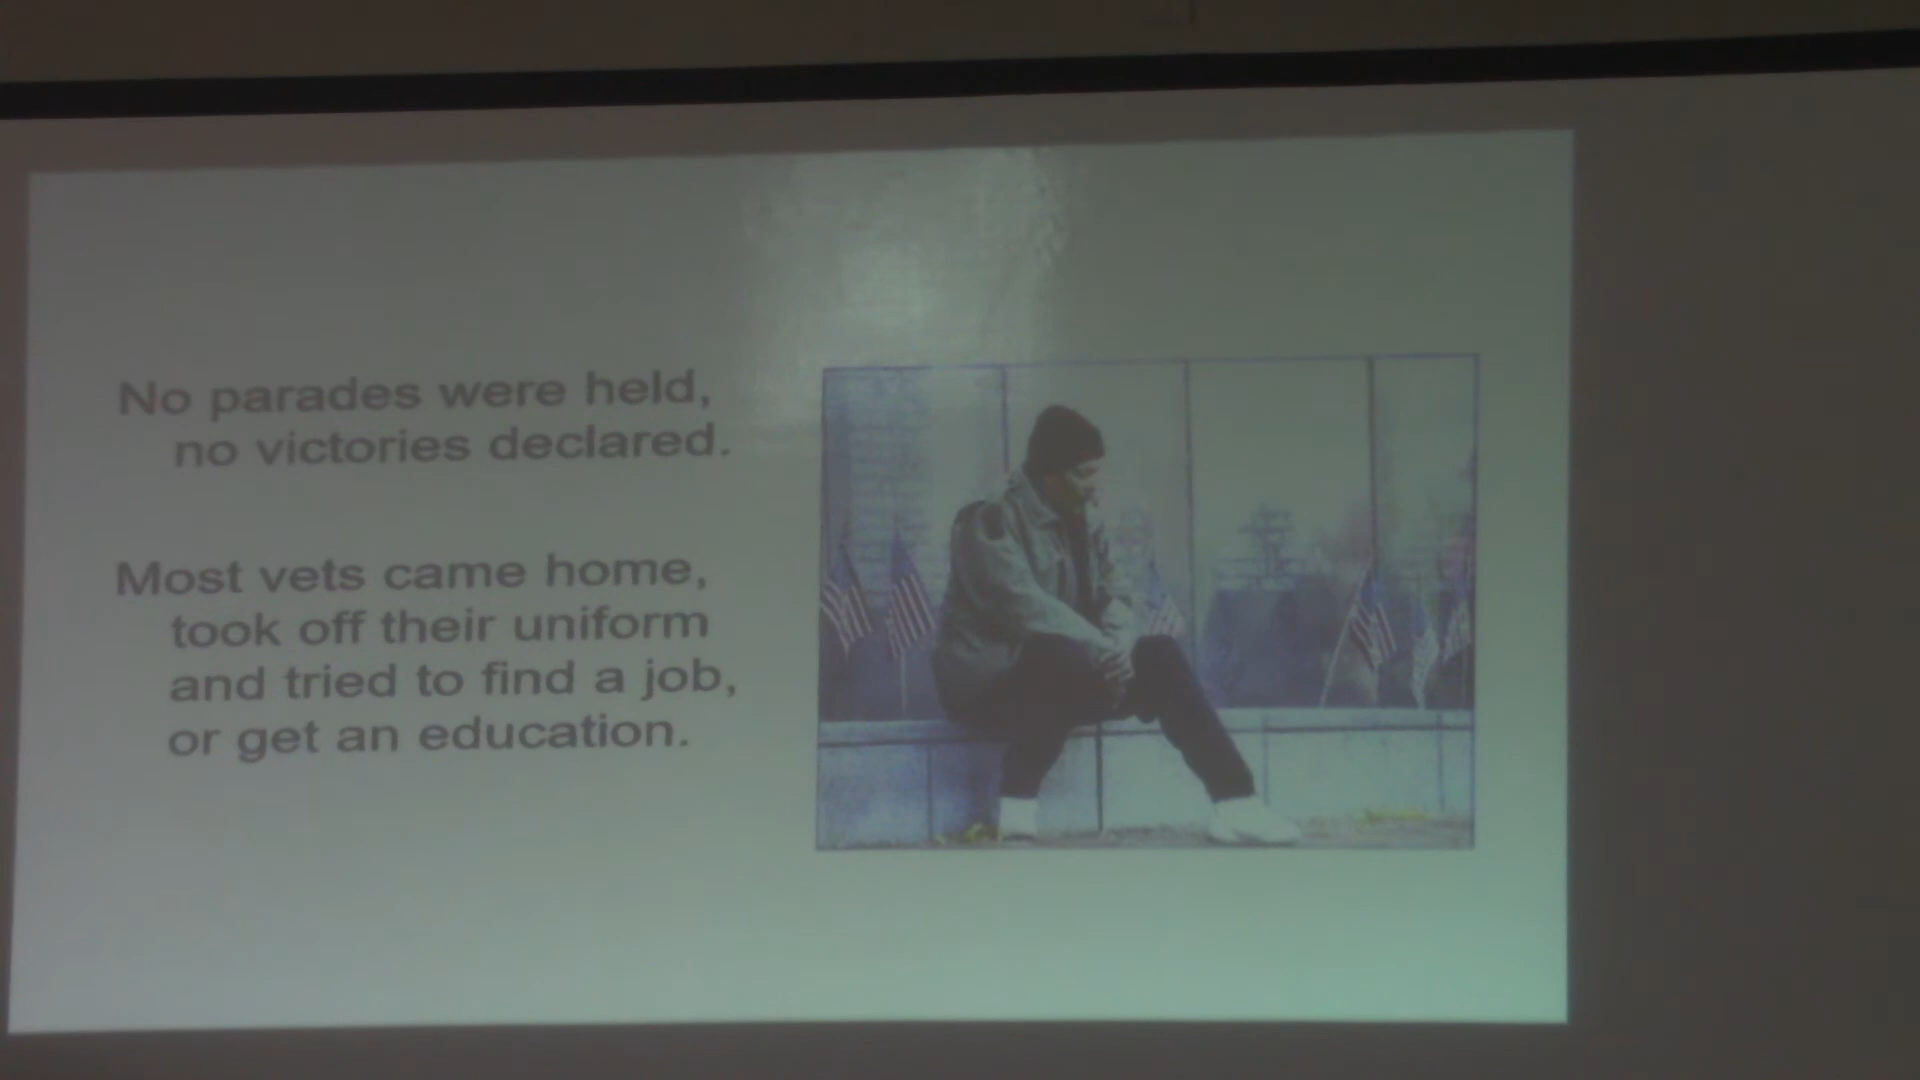 No parades were held,
no victories declared.
Most vets came home,
took off their uniform
and tried to find a job,
or get an education.